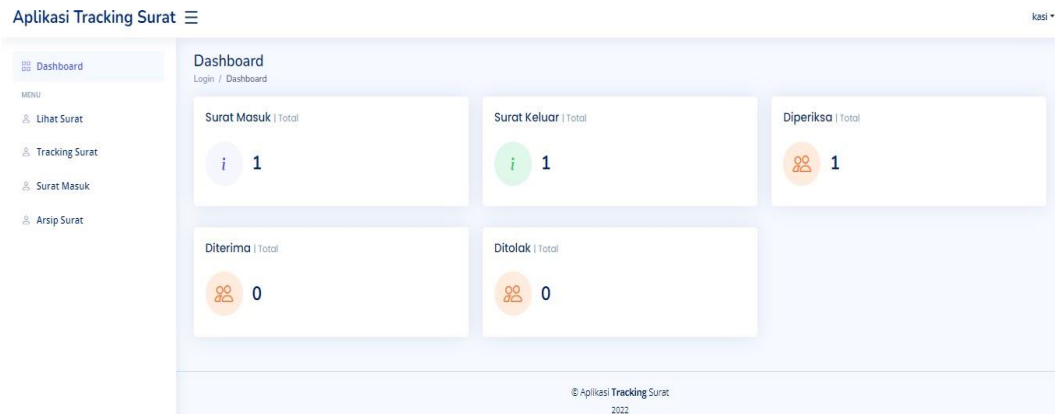 Aplikasi Tracking Surat
kasi
Dashboard
MENU
Lihat Surat
Tracking Surat
Surat Masuk
Arsip Surat
Dashboard
Login / Dashboard
Surat Masuk | Total
i 1
Surat Keluar | Total
i 1
Diperiksa | Total
1
Diterima | Total
0
Ditolak | Total
0
© Aplikasi Tracking Surat
2022